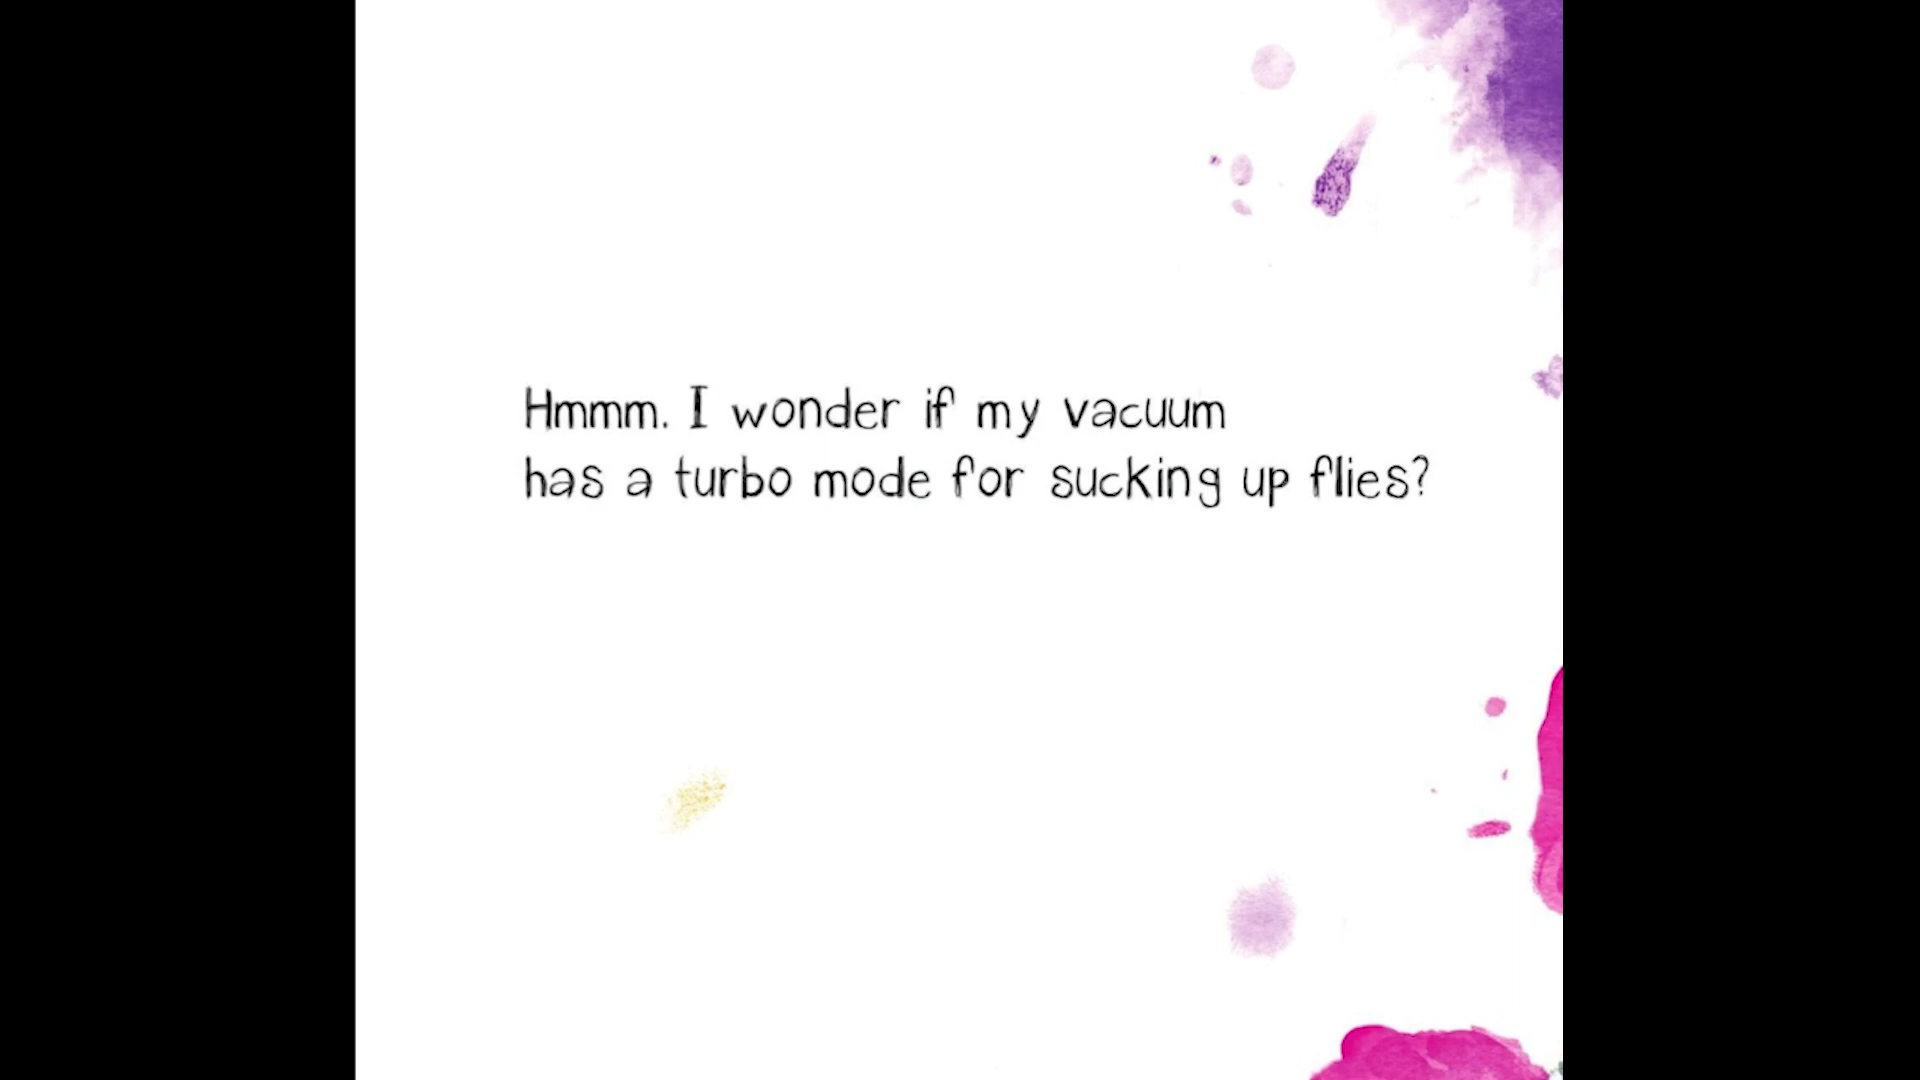 Hmmm. I wonder if my vacuum
has a turbo mode for sucking up flies?